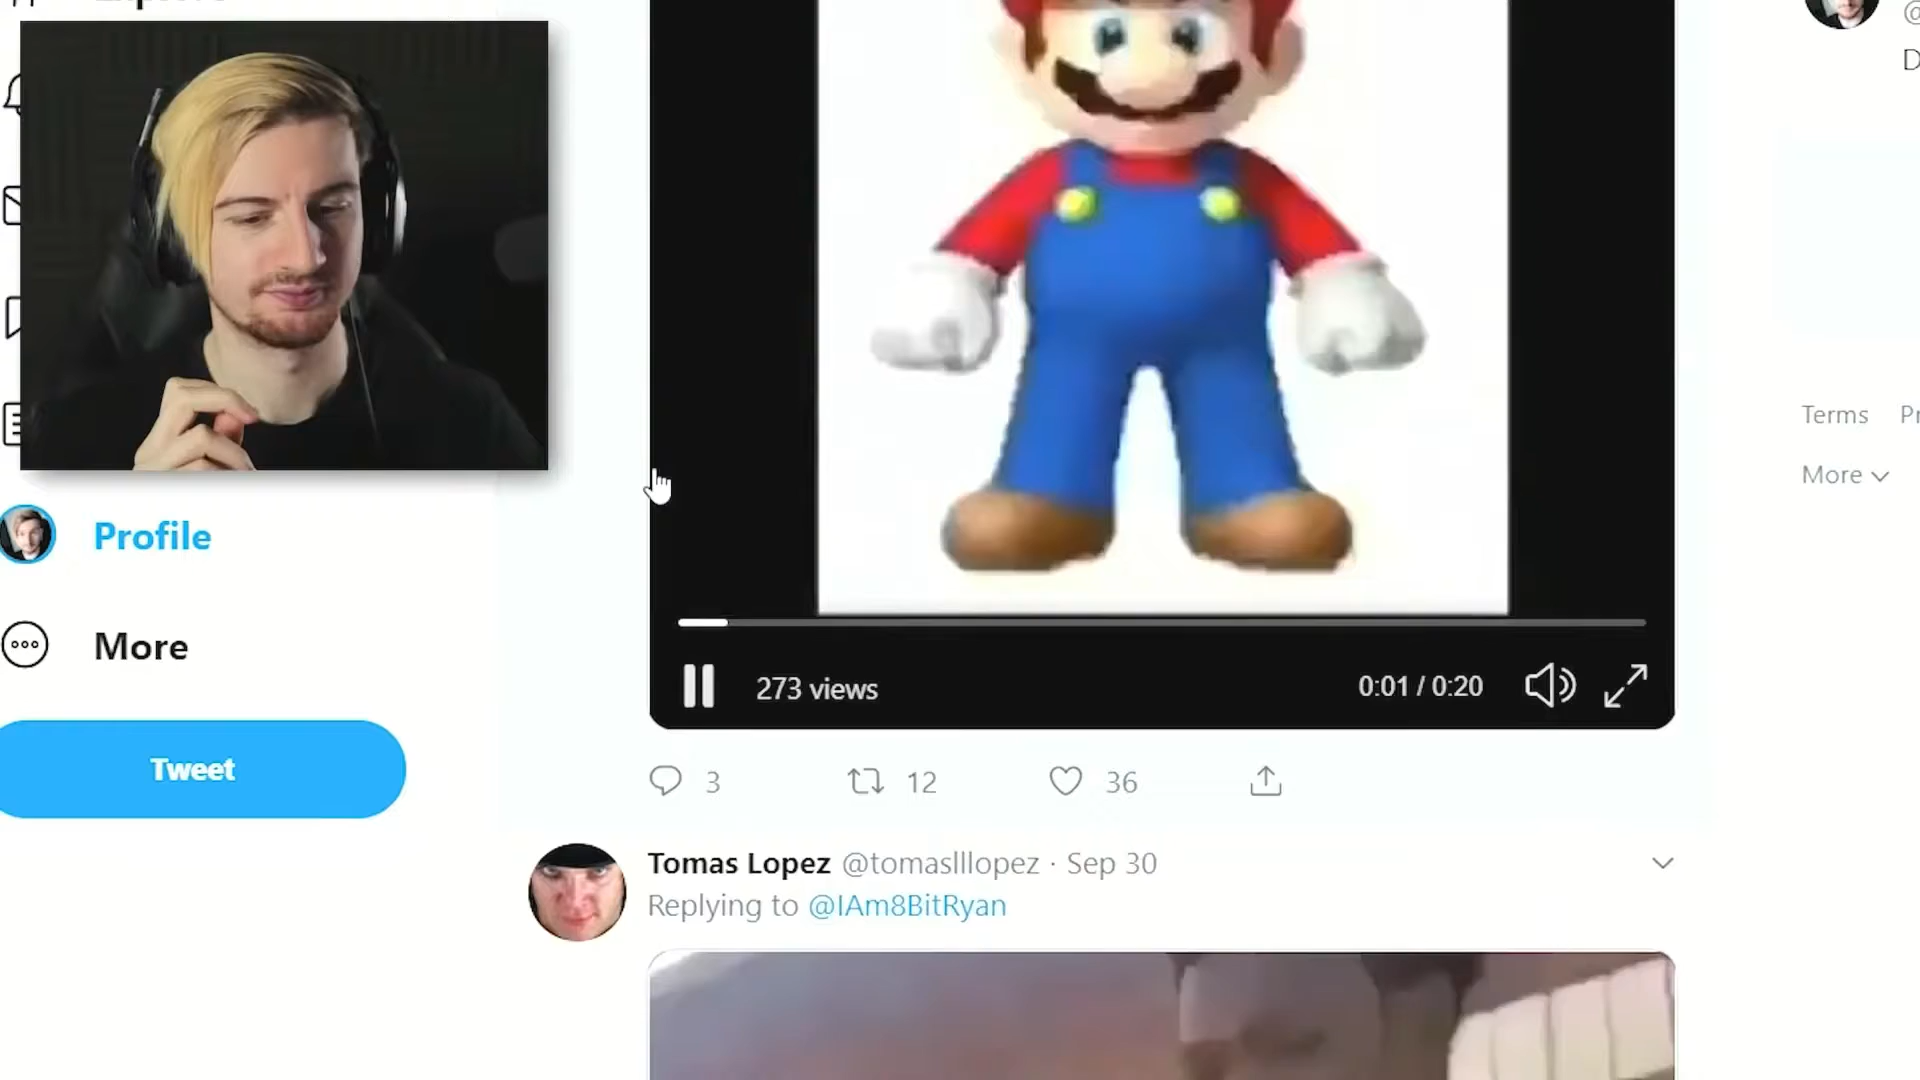 Profile
More
Tweet
273 views
0:01 / 0:20
3
12
36
Tomas Lopez @tomaslllopez · Sep 30
Replying to @IAm8BitRyan
Terms
More